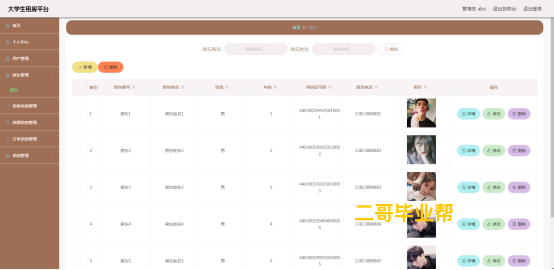 大学生租房平台
管理员 abo 退出到前台 退出登录
首页
个人中心
用户管理
房东管理
房东
房源类型管理
房源信息管理
订单信息管理
系统管理
首页
房东账号 房东账号 房东姓名 房东姓名 查询
+ 新增 删除
索引 房东账号 房东姓名 性别 年龄 身份证号码 联系电话 照片 操作
1 房东1 房东姓名1 男 1 13823888881 详情 修改 删除
2 房东2 房东姓名2 男 2 13823888882 详情 修改 删除
3 房东3 房东姓名3 男 3 13823888883 详情 修改 删除
4 房东4 房东姓名4 男 4 13823888884 详情 修改 删除
5 房东5 房东姓名5 男 5 13823888885 详情 修改 删除
二哥毕业帮